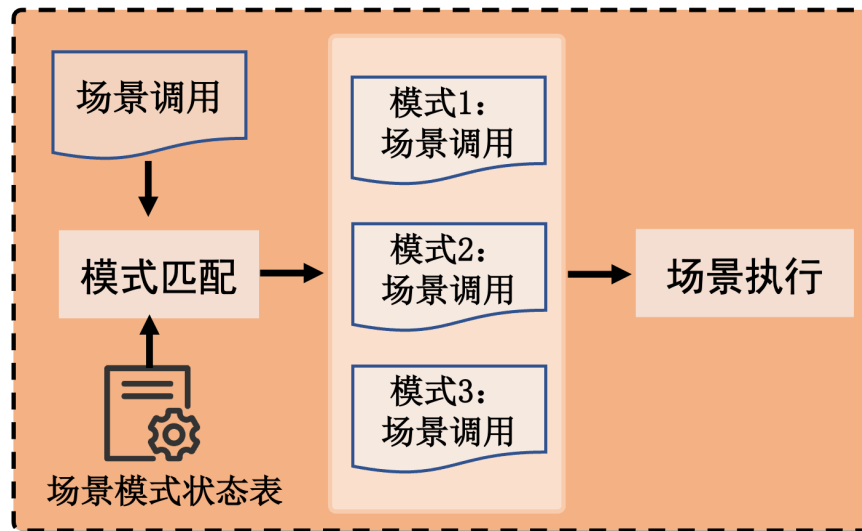 场景调用
模式匹配
场景模式状态表
模式1：
场景调用
模式2：
场景调用
模式3：
场景调用
场景执行